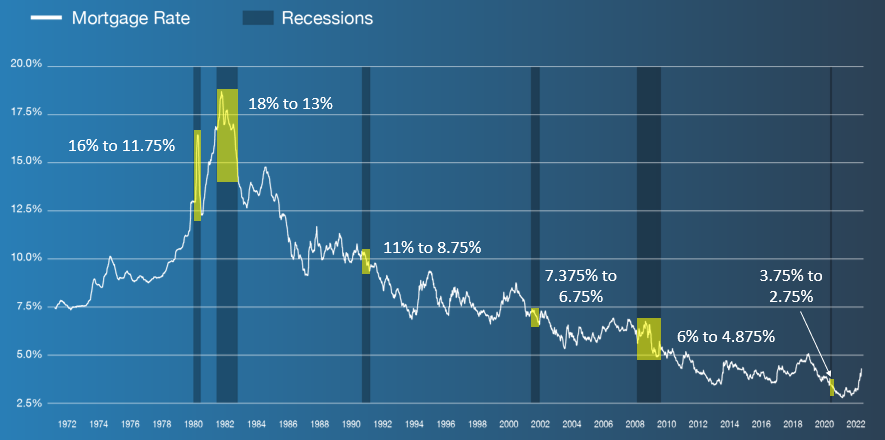 Mortgage Rate
Recessions
20.0%
17.5%
15.0%
12.5%
10.0%
7.5%
5.0%
2.5%
18% to 13%
16% to 11.75%
11% to 8.75%
7.375% to
6.75%
3.75% to
2.75%
6% to 4.875%
1972 1974 1976 1978 1980 1982 1984 1986 1988 1990 1992 1994 1996 1998 2000 2002 2004 2006 2008 2010 2012 2014 2016 2018 2020 2022